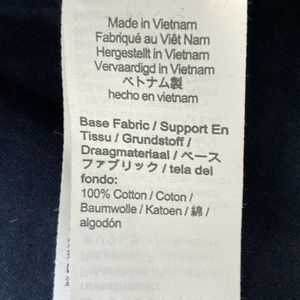 Made in Vietnam
Fabriqué au Viêt Nam
Hergestellt in Vietnam
Vervaardigd in Vietnam
ベトナム製
hecho en vietnam
Base Fabric / Support En
Tissu / Grundstoff /
Draagmateriaal / ベース
ファブリック / tela del
fondo:
100% Cotton / Coton /
Baumwolle / Katoen / 綿 /
algodón